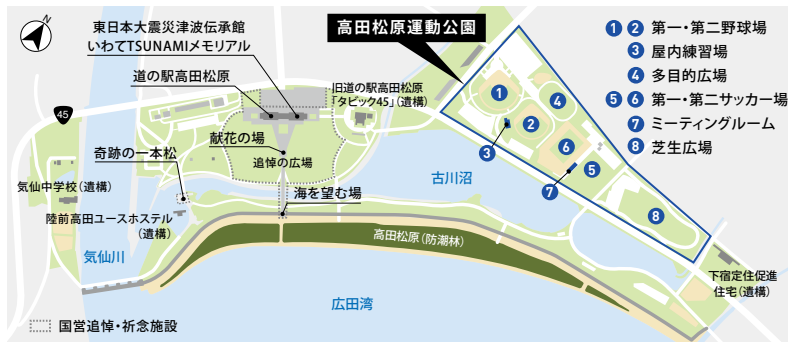 N
東日本大震災津波伝承館
いわてTSUNAMIメモリアル
道の駅高田松原
旧道の駅高田松原
「タピック45」(遺構)
高田松原運動公園
45
献花の場
追悼の広場
奇跡の一本松
気仙中学校(遺構)
陸前高田ユースホステル
(遺構)
海を望む場
古川沼
気仙川
高田松原(防潮林)
広田湾
下宿定住促進
住宅(遺構)
国営追悼・祈念施設
1
2
3
4
5
6
7
8
1 2 第一・第二野球場
3 屋内練習場
4 多目的広場
5 6 第一・第二サッカー場
7 ミーティングルーム
8 芝生広場